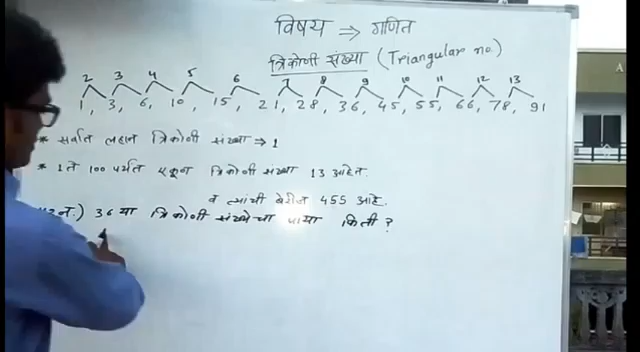 विषय ⇒ गणित
त्रिकोणी संख्या (Triangular no.)
2 3 4 5 6 7 8 9 10 11 12 13
1, 3, 6, 10, 15, 21, 28, 36, 45, 55, 66, 78, 91
* सर्वात लहान त्रिकोणी संख्या ⇒ 1
* 1 ते 100 पर्यंत एकूण त्रिकोणी संख्या 13 आहेत.
व त्यांची बेरीज 455 आहे.
) 36 या त्रिकोणी संख्येचा पाया किती ?